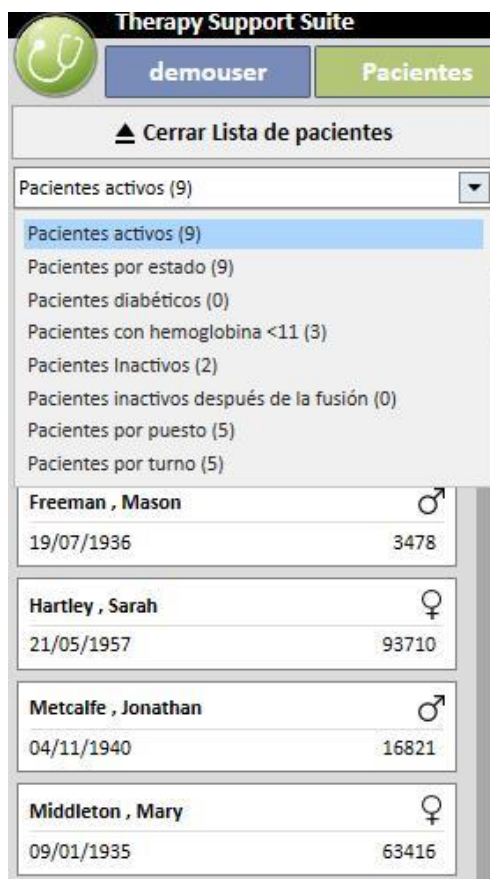 Therapy Support Suite
demouser
Pacientes
Cerrar Lista de pacientes
Pacientes activos (9)
Pacientes activos (9)
Pacientes por estado (9)
Pacientes diabéticos (0)
Pacientes con hemoglobina <11 (3)
Pacientes Inactivos (2)
Pacientes inactivos después de la fusión (0)
Pacientes por puesto (5)
Pacientes por turno (5)
Freeman , Mason
19/07/1936 3478
Hartley , Sarah
21/05/1957 93710
Metcalfe , Jonathan
04/11/1940 16821
Middleton , Mary
09/01/1935 63416